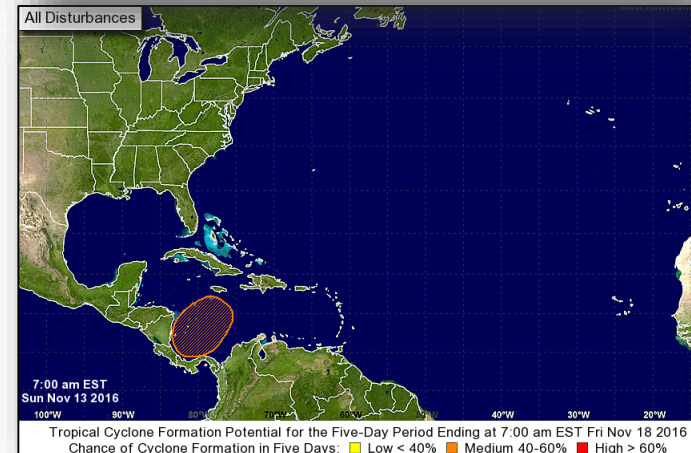 All Disturbances
7:00 am EST
Sun Nov 13 2016
100°W 90°W 80°W 70°W 60°W 50°W 40°W 30°W 20°W
Tropical Cyclone Formation Potential for the Five-Day Period Ending at 7:00 am EST Fri Nov 18 2016
Chance of Cyclone Formation in Five Days: Low < 40% Medium 40-60% High > 60%